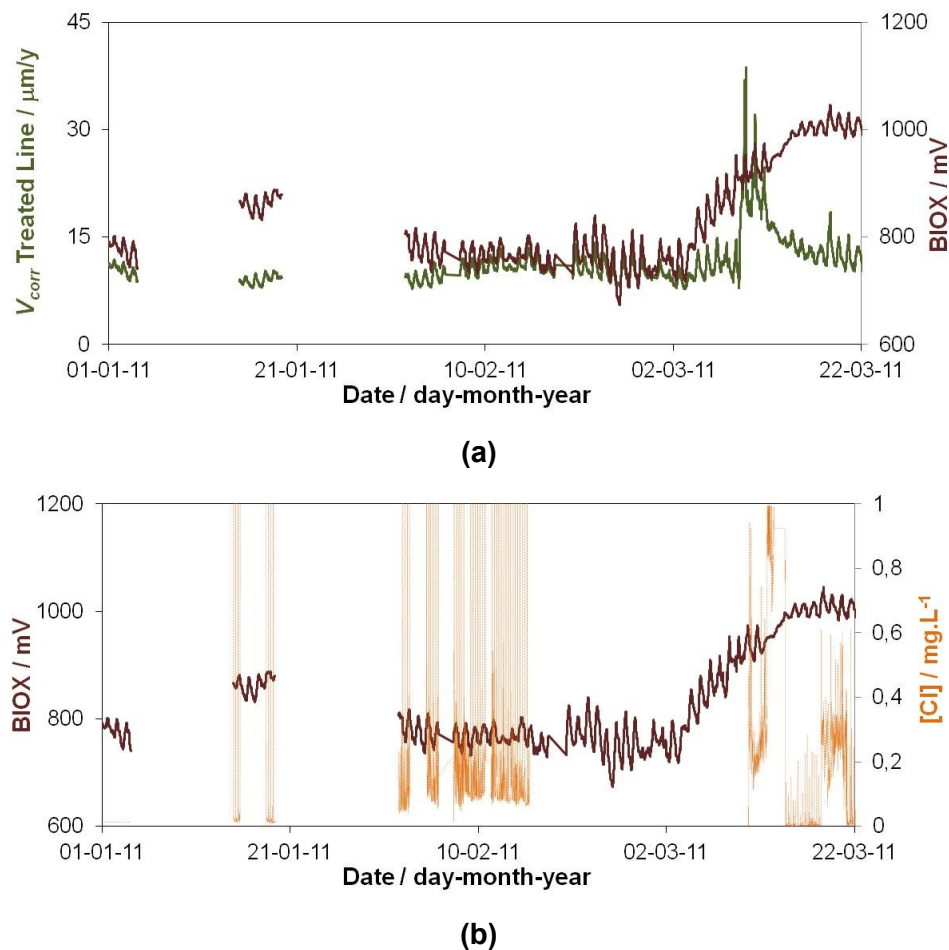 45
30
15
0
V_corr Treated Line / μm/y
1200
1000
800
600
BIOX / mV
01-01-11 21-01-11 10-02-11 02-03-11 22-03-11
Date / day-month-year
(a)
1200
1000
800
600
BIOX / mV
1
0,8
0,6
0,4
0,2
0
[Cl] / mg.L⁻¹
01-01-11 21-01-11 10-02-11 02-03-11 22-03-11
Date / day-month-year
(b)